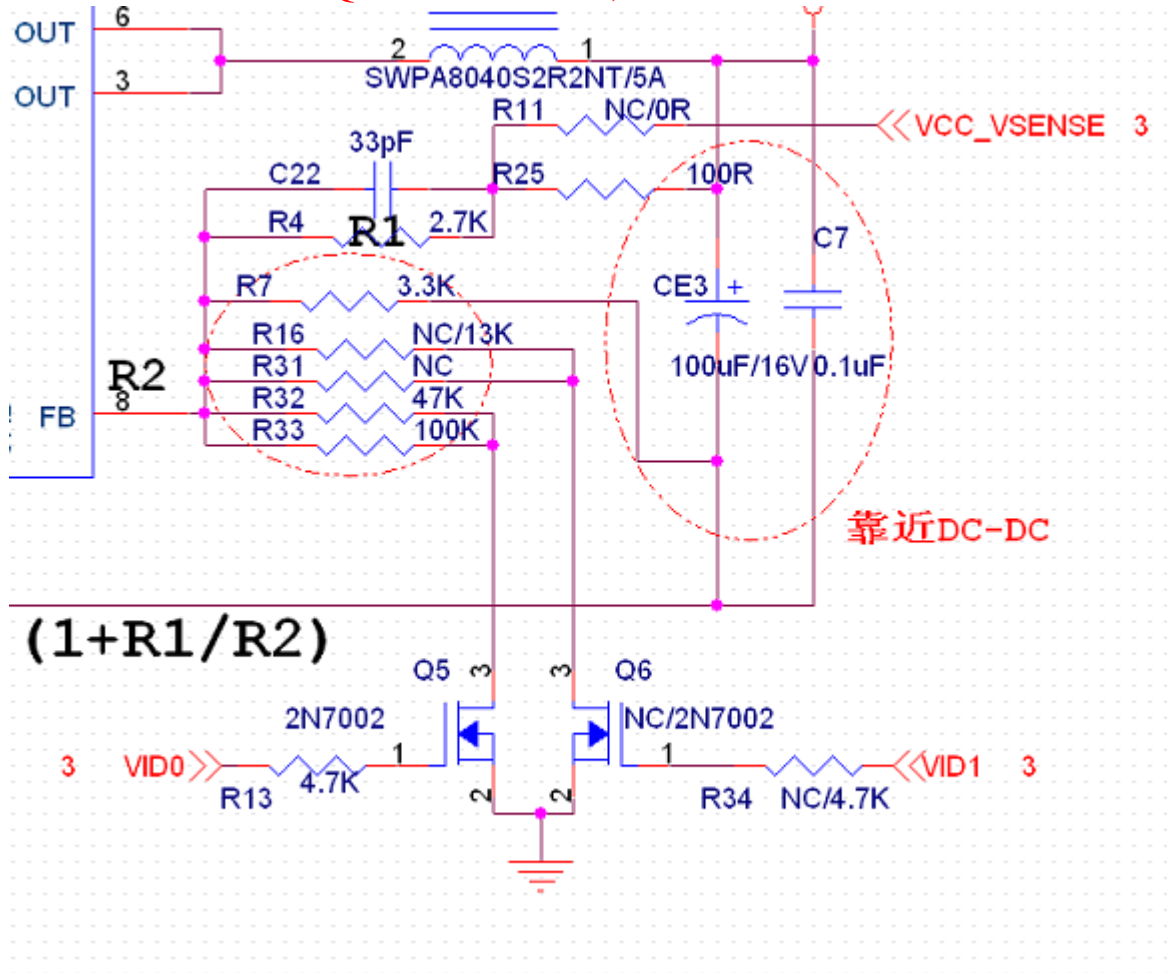 OUT 6
2 1
SWPA8040S2R2NT/5A
OUT 3
R11 NC/0R
VCC_VSENSE 3
33pF
C22 R25 100R
R4 R1 2.7K
C7
R7 3.3K CE3 +
R16 NC/13K
R31 NC 100uF/16V 0.1uF
R2
R32 47K
FB 8
R33 100K
靠近DC-DC
(1+R1/R2)
Q5 3 3 Q6
2N7002 NC/2N7002
3 VID0 1 1 VID1 3
R13 4.7K 2 2 R34 NC/4.7K